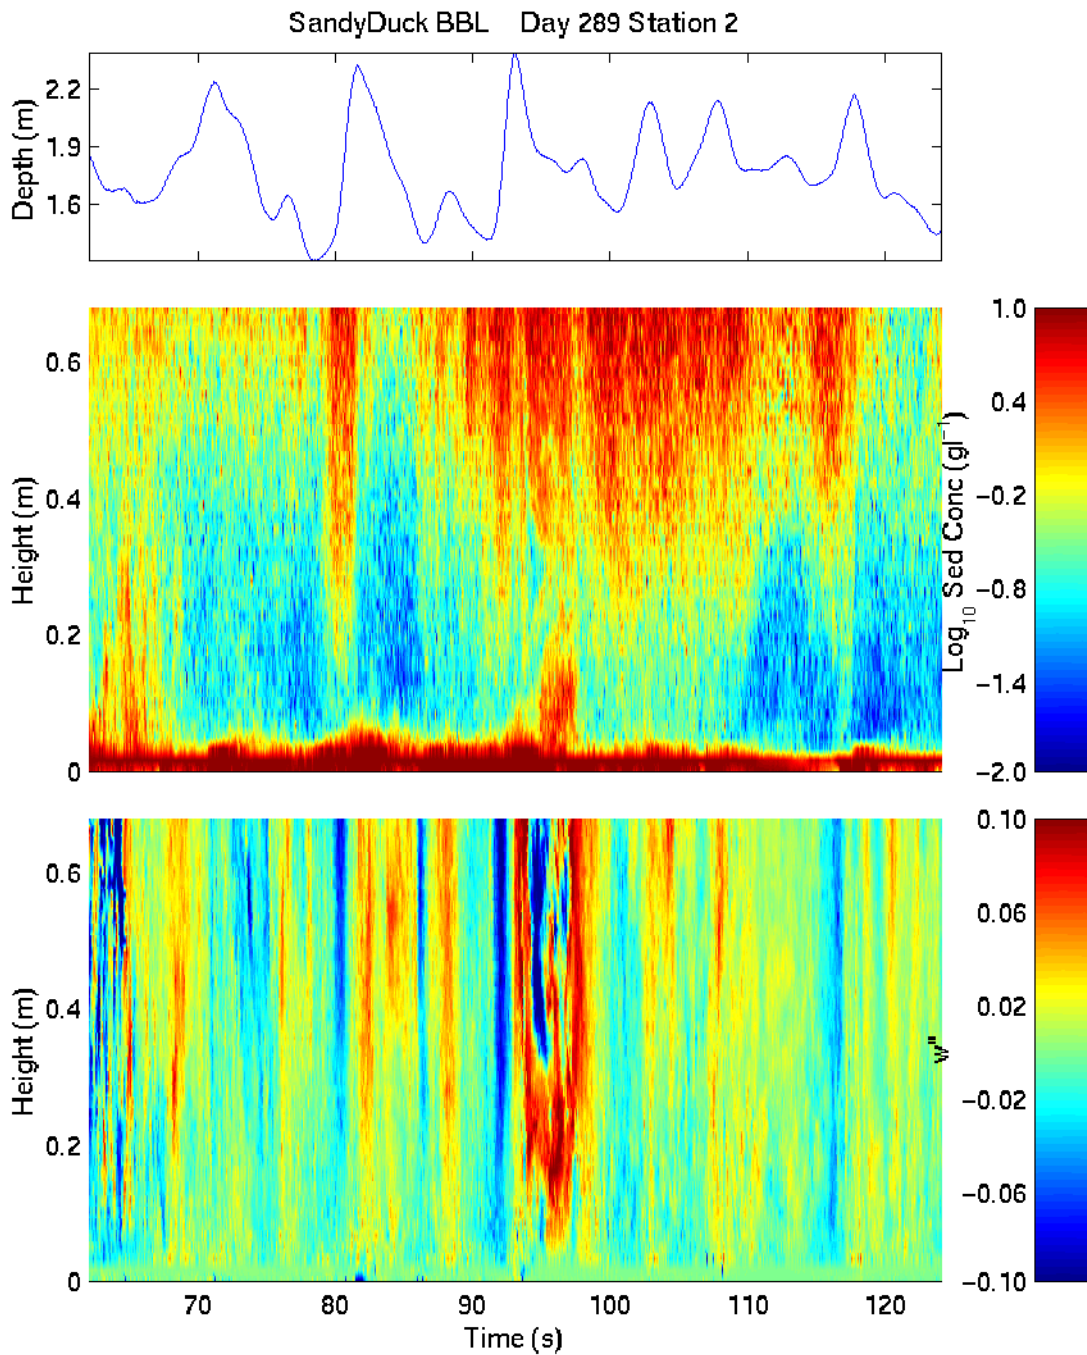 SandyDuck BBL Day 289 Station 2
Depth (m)
2.2
1.9
1.6
Height (m)
0.6
0.4
0.2
0
Log10 Sed Conc (gl−1)
1.0
0.4
−0.2
−0.8
−1.4
−2.0
Height (m)
0.6
0.4
0.2
0
w"
0.10
0.06
0.02
−0.02
−0.06
−0.10
70 80 90 100 110 120
Time (s)